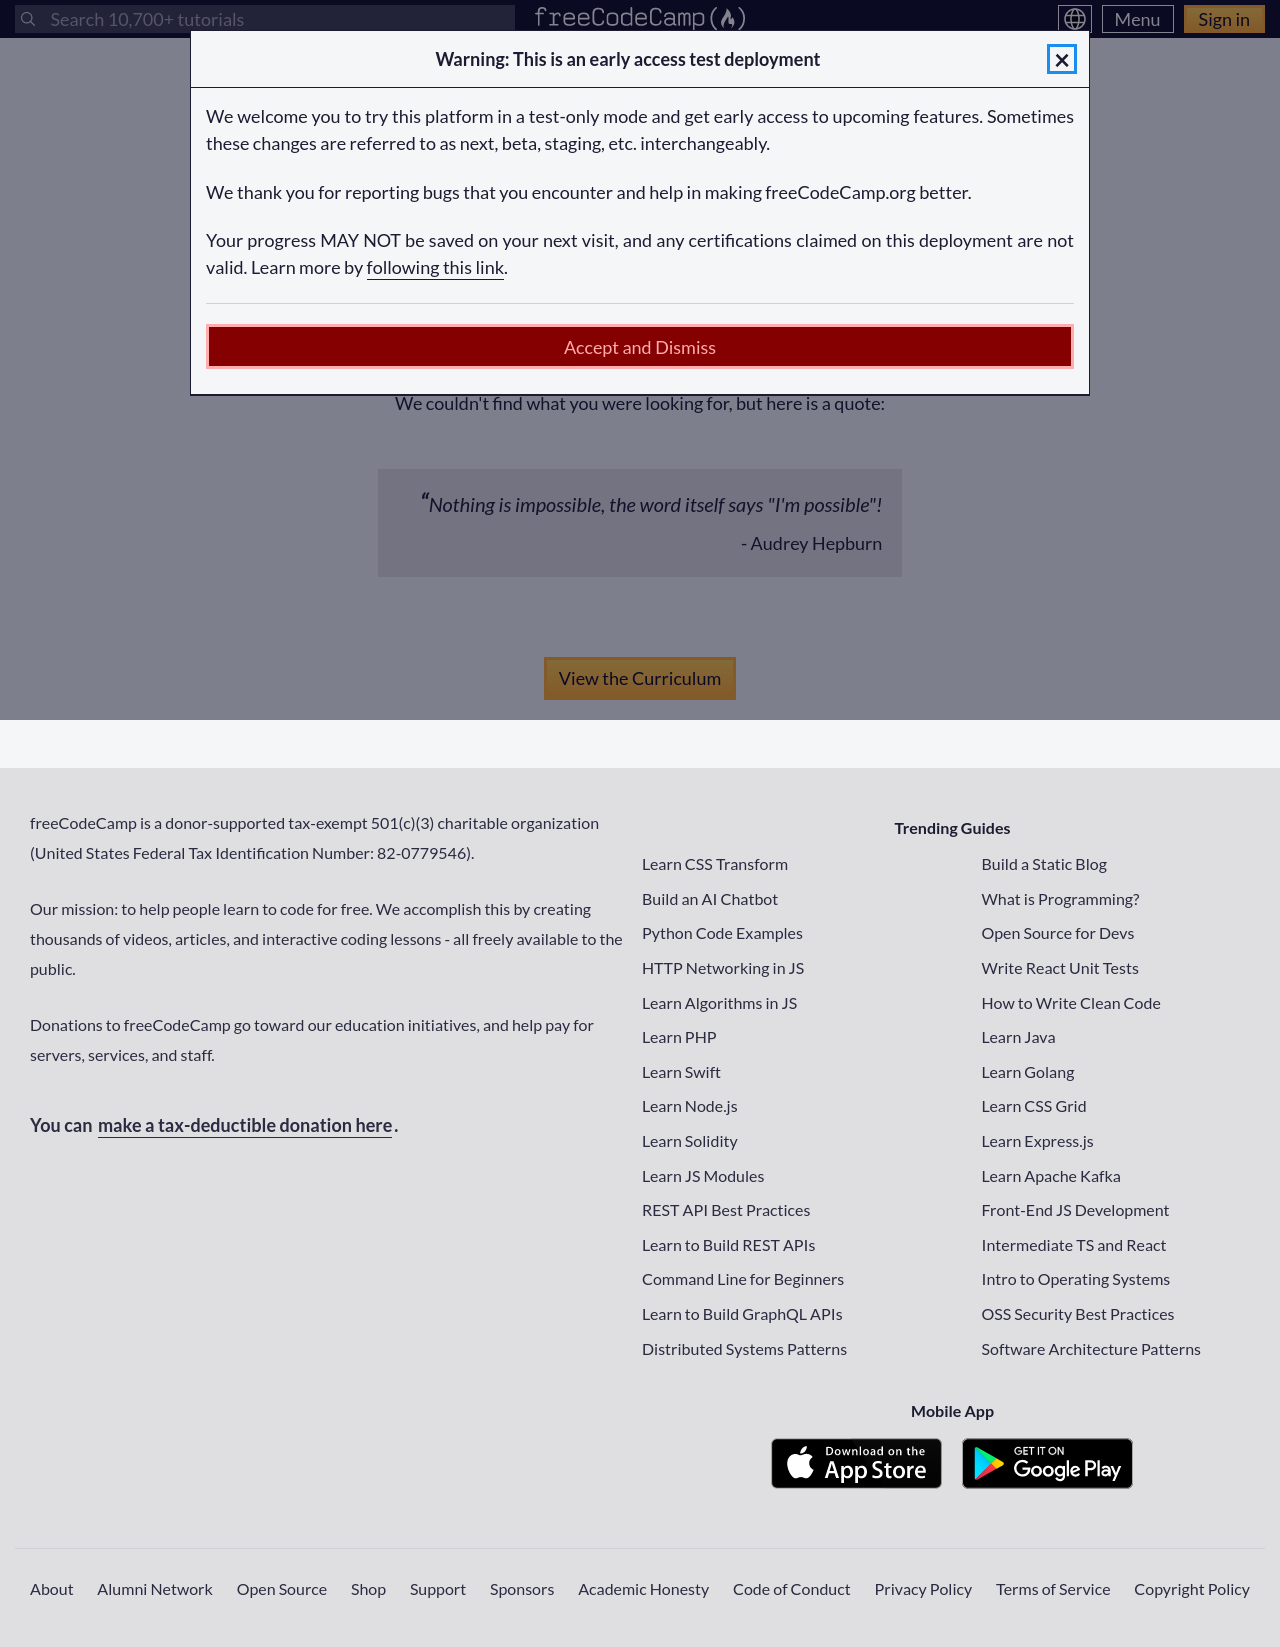 Search 10,700+ tutorials
freeCodeCamp
Menu
Sign in
Warning: This is an early access test deployment
We welcome you to try this platform in a test-only mode and get early access to upcoming features. Sometimes
these changes are referred to as next, beta, staging, etc. interchangeably.
We thank you for reporting bugs that you encounter and help in making freeCodeCamp.org better.
Your progress MAY NOT be saved on your next visit, and any certifications claimed on this deployment are not
valid. Learn more by following this link.
Accept and Dismiss
We couldn't find what you were looking for, but here is a quote:
“Nothing is impossible, the word itself says "I'm possible"!
- Audrey Hepburn
View the Curriculum
freeCodeCamp is a donor-supported tax-exempt 501(c)(3) charitable organization
(United States Federal Tax Identification Number: 82-0779546).
Our mission: to help people learn to code for free. We accomplish this by creating
thousands of videos, articles, and interactive coding lessons - all freely available to the
public.
Donations to freeCodeCamp go toward our education initiatives, and help pay for
servers, services, and staff.
You can make a tax-deductible donation here.
Trending Guides
Learn CSS Transform
Build an AI Chatbot
Python Code Examples
HTTP Networking in JS
Learn Algorithms in JS
Learn PHP
Learn Swift
Learn Node.js
Learn Solidity
Learn JS Modules
REST API Best Practices
Learn to Build REST APIs
Command Line for Beginners
Learn to Build GraphQL APIs
Distributed Systems Patterns
Build a Static Blog
What is Programming?
Open Source for Devs
Write React Unit Tests
How to Write Clean Code
Learn Java
Learn Golang
Learn CSS Grid
Learn Express.js
Learn Apache Kafka
Front-End JS Development
Intermediate TS and React
Intro to Operating Systems
OSS Security Best Practices
Software Architecture Patterns
Mobile App
Download on the
App Store
GET IT ON
Google Play
About
Alumni Network
Open Source
Shop
Support
Sponsors
Academic Honesty
Code of Conduct
Privacy Policy
Terms of Service
Copyright Policy